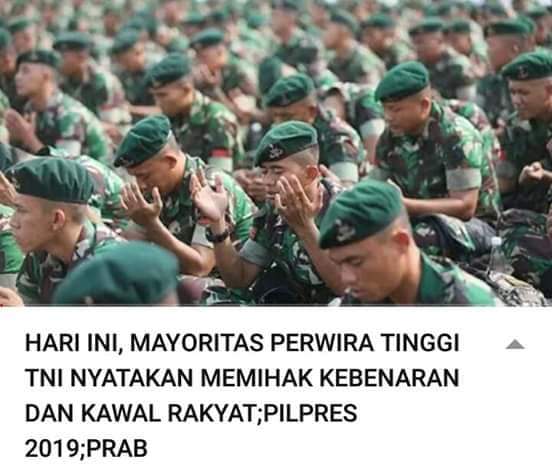 HARI INI, MAYORITAS PERWIRA TINGGI
TNI NYATAKAN MEMIHAK KEBENARAN
DAN KAWAL RAKYAT;PILPRES
2019;PRAB